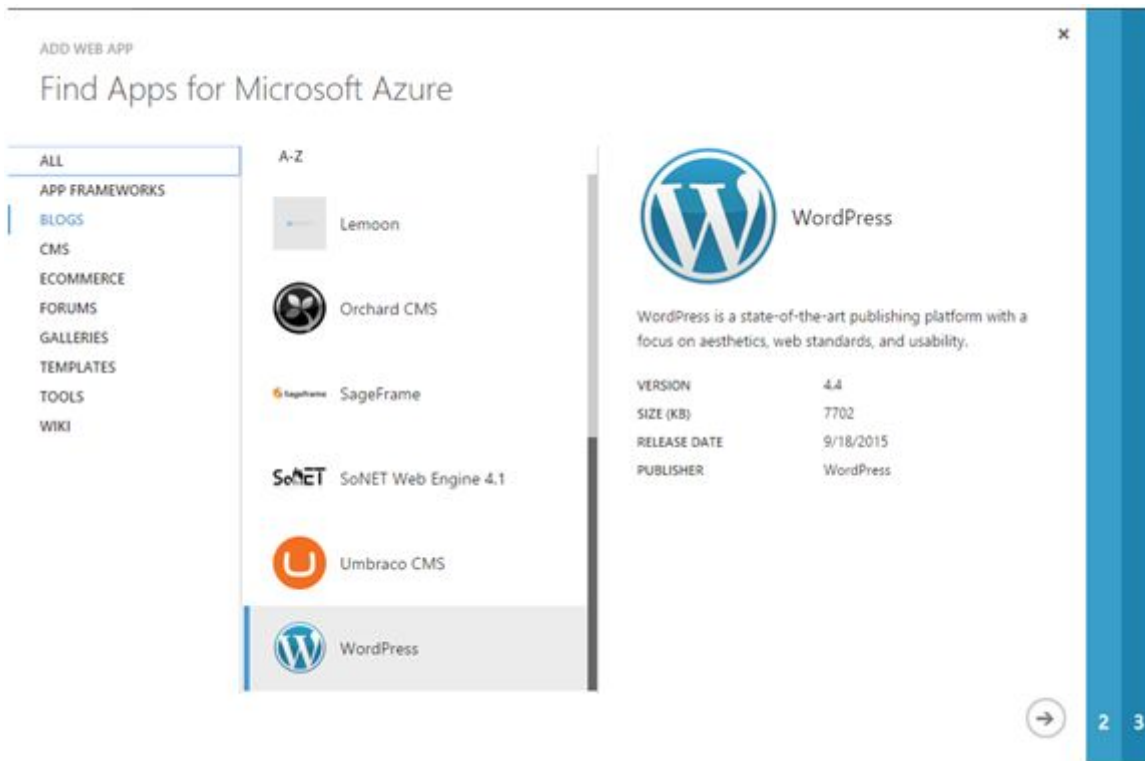 ADD WEB APP
Find Apps for Microsoft Azure
ALL
APP FRAMEWORKS
BLOGS
CMS
ECOMMERCE
FORUMS
GALLERIES
TEMPLATES
TOOLS
WIKI
A-Z
Lemoon
Orchard CMS
Sageframe SageFrame
SoNET SoNET Web Engine 4.1
Umbraco CMS
WordPress
WordPress
WordPress is a state-of-the-art publishing platform with a
focus on aesthetics, web standards, and usability.
VERSION 4.4
SIZE (KB) 7702
RELEASE DATE 9/18/2015
PUBLISHER WordPress
2 3